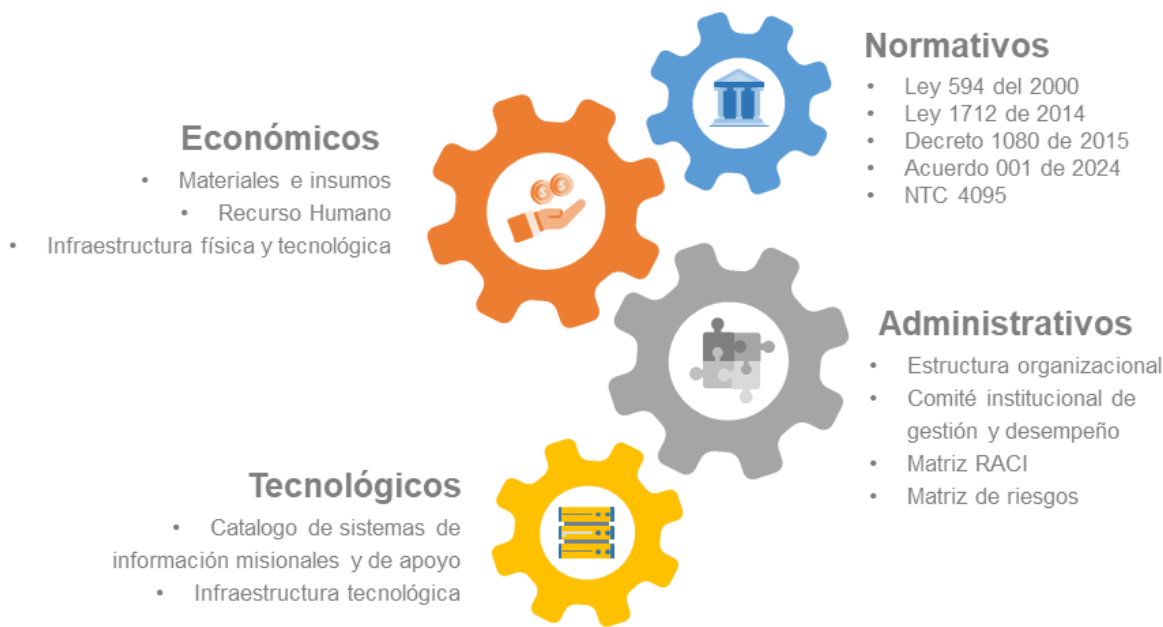 Normativos
• Ley 594 del 2000
• Ley 1712 de 2014
• Decreto 1080 de 2015
• Acuerdo 001 de 2024
• NTC 4095
Económicos
• Materiales e insumos
• Recurso Humano
• Infraestructura física y tecnológica
Administrativos
• Estructura organizacional
• Comité institucional de
gestión y desempeño
• Matriz RACI
• Matriz de riesgos
Tecnológicos
• Catalogo de sistemas de
información misionales y de apoyo
• Infraestructura tecnológica